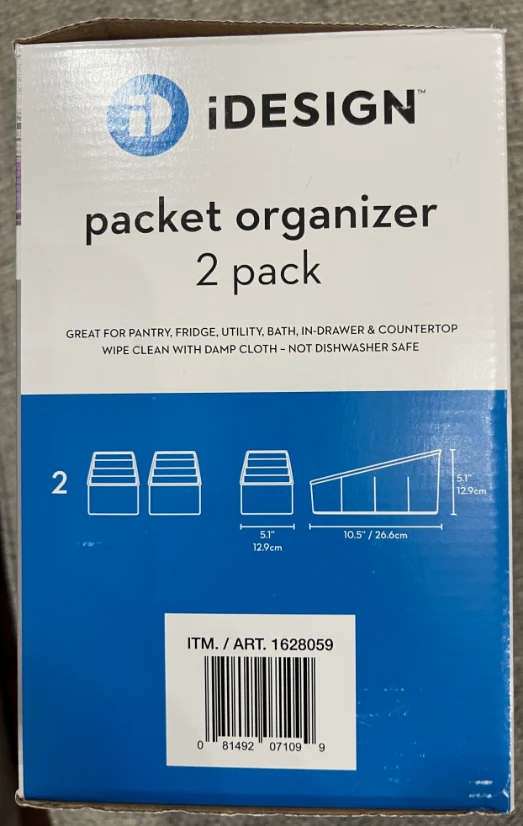 iD iDESIGN™
packet organizer
2 pack
GREAT FOR PANTRY, FRIDGE, UTILITY, BATH, IN-DRAWER & COUNTERTOP
WIPE CLEAN WITH DAMP CLOTH – NOT DISHWASHER SAFE
2
5.1"
12.9cm
10.5" / 26.6cm
5.1"
12.9cm
ITM. / ART. 1628059
0 81492 07109 9